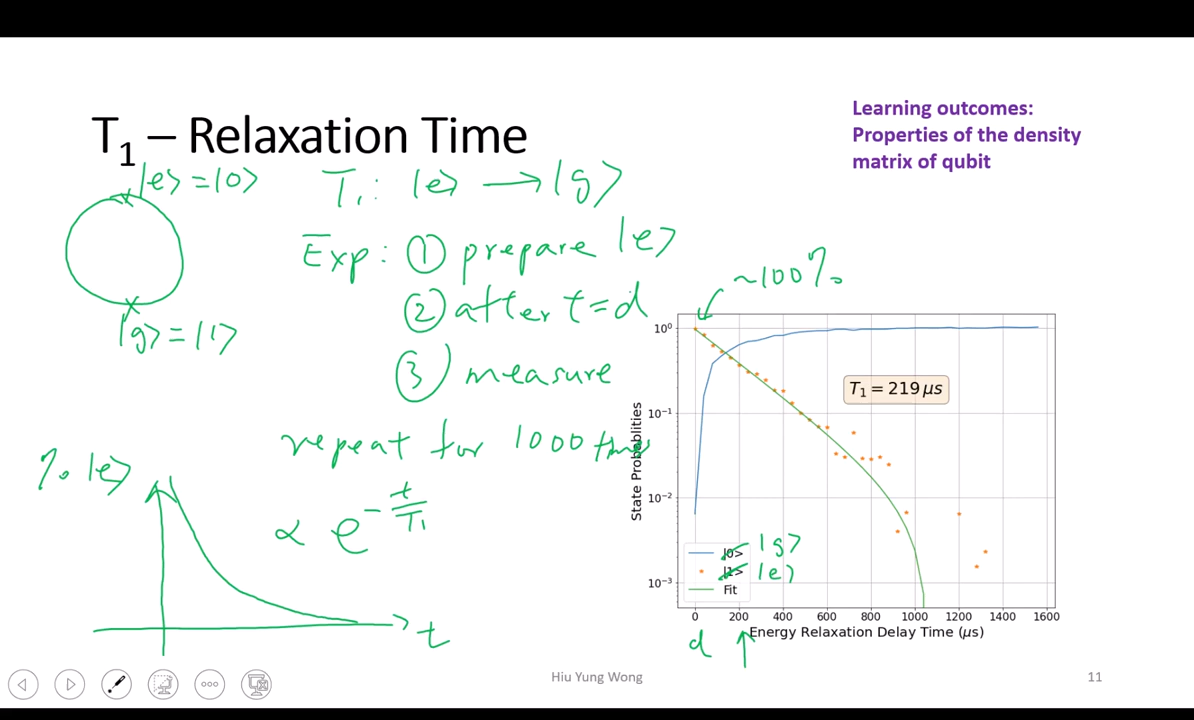 T₁ – Relaxation Time
Learning outcomes:
Properties of the density
matrix of qubit
|e> = |0>
|g> = |1>
T₁: |e> → |g>
Exp: ① prepare |e>
② after t = d
③ measure
repeat for 1000 times
% |e>
∝ e^(-t/T₁)
t
~100%
T₁ = 219 μs
State Probabilities
10⁰
10⁻¹
10⁻²
10⁻³
|0> |g>
|1> |e>
Fit
0 200 400 600 800 1000 1200 1400 1600
Energy Relaxation Delay Time (μs)
d ↑
Hiu Yung Wong
11